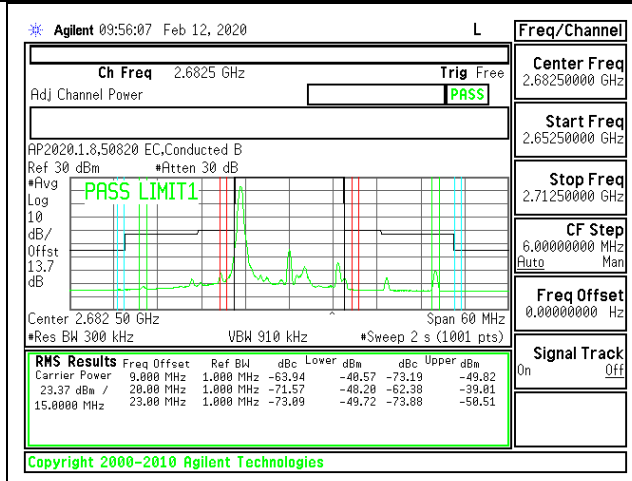 Agilent 09:56:07 Feb 12, 2020 L Freq/Channel
Ch Freq 2.6825 GHz Trig Free
Adj Channel Power PASS
AP2020.1.8,50820 EC,Conducted B
Ref 30 dBm #Atten 30 dB
#Avg
Log
10
dB/
Offst
13.7
dB
PASS LIMIT1
Center 2.682 50 GHz Span 60 MHz
#Res BW 300 kHz VBW 910 kHz #Sweep 2 s (1001 pts)
RMS Results Freq Offset Ref BW dBc Lower dBm dBc Upper dBm
Carrier Power 9.000 MHz 1.000 MHz -63.94 -40.57 -73.19 -49.82
23.37 dBm / 20.00 MHz 1.000 MHz -71.57 -48.20 -62.38 -39.01
15.0000 MHz 23.00 MHz 1.000 MHz -73.09 -49.72 -73.88 -50.51
Copyright 2000-2010 Agilent Technologies
Center Freq
2.68250000 GHz
Start Freq
2.65250000 GHz
Stop Freq
2.71250000 GHz
CF Step
6.00000000 MHz
Auto Man
Freq Offset
0.00000000 Hz
Signal Track
On Off